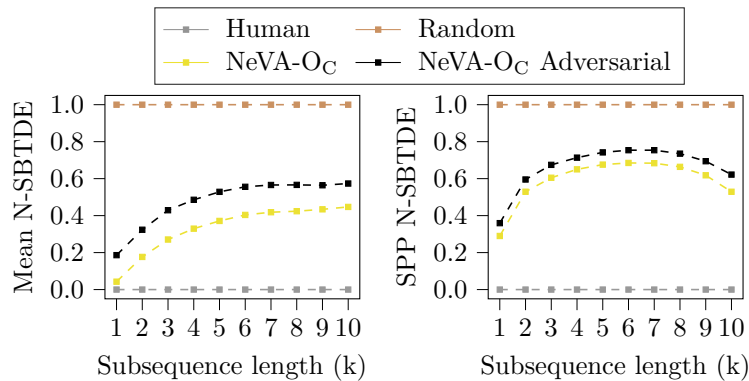 Human
Random
NeVA-O_C
NeVA-O_C Adversarial
Mean N-SBTDE
1.0
0.8
0.6
0.4
0.2
0.0
1 2 3 4 5 6 7 8 9 10
Subsequence length (k)
SPP N-SBTDE
1.0
0.8
0.6
0.4
0.2
0.0
1 2 3 4 5 6 7 8 9 10
Subsequence length (k)